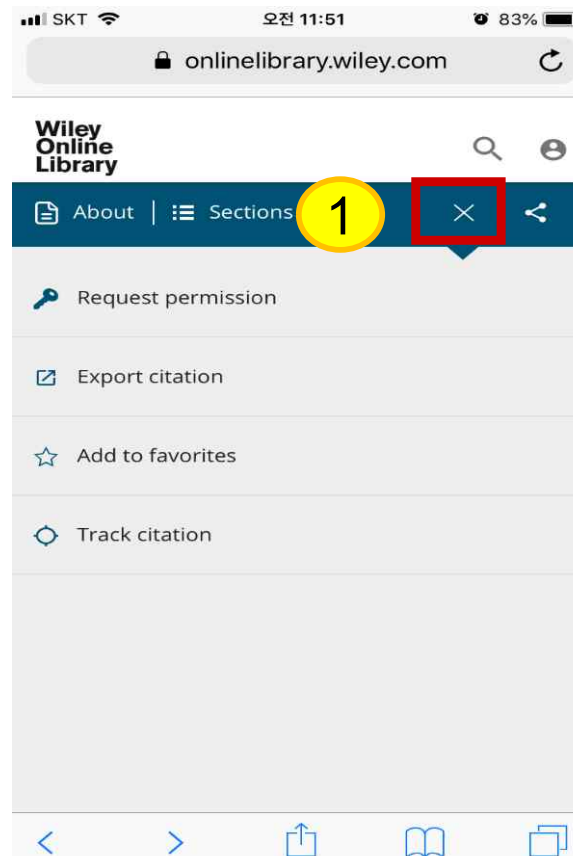 SKT 오전 11:51 83%
onlinelibrary.wiley.com
Wiley
Online
Library
About | Sections 1
Request permission
Export citation
Add to favorites
Track citation